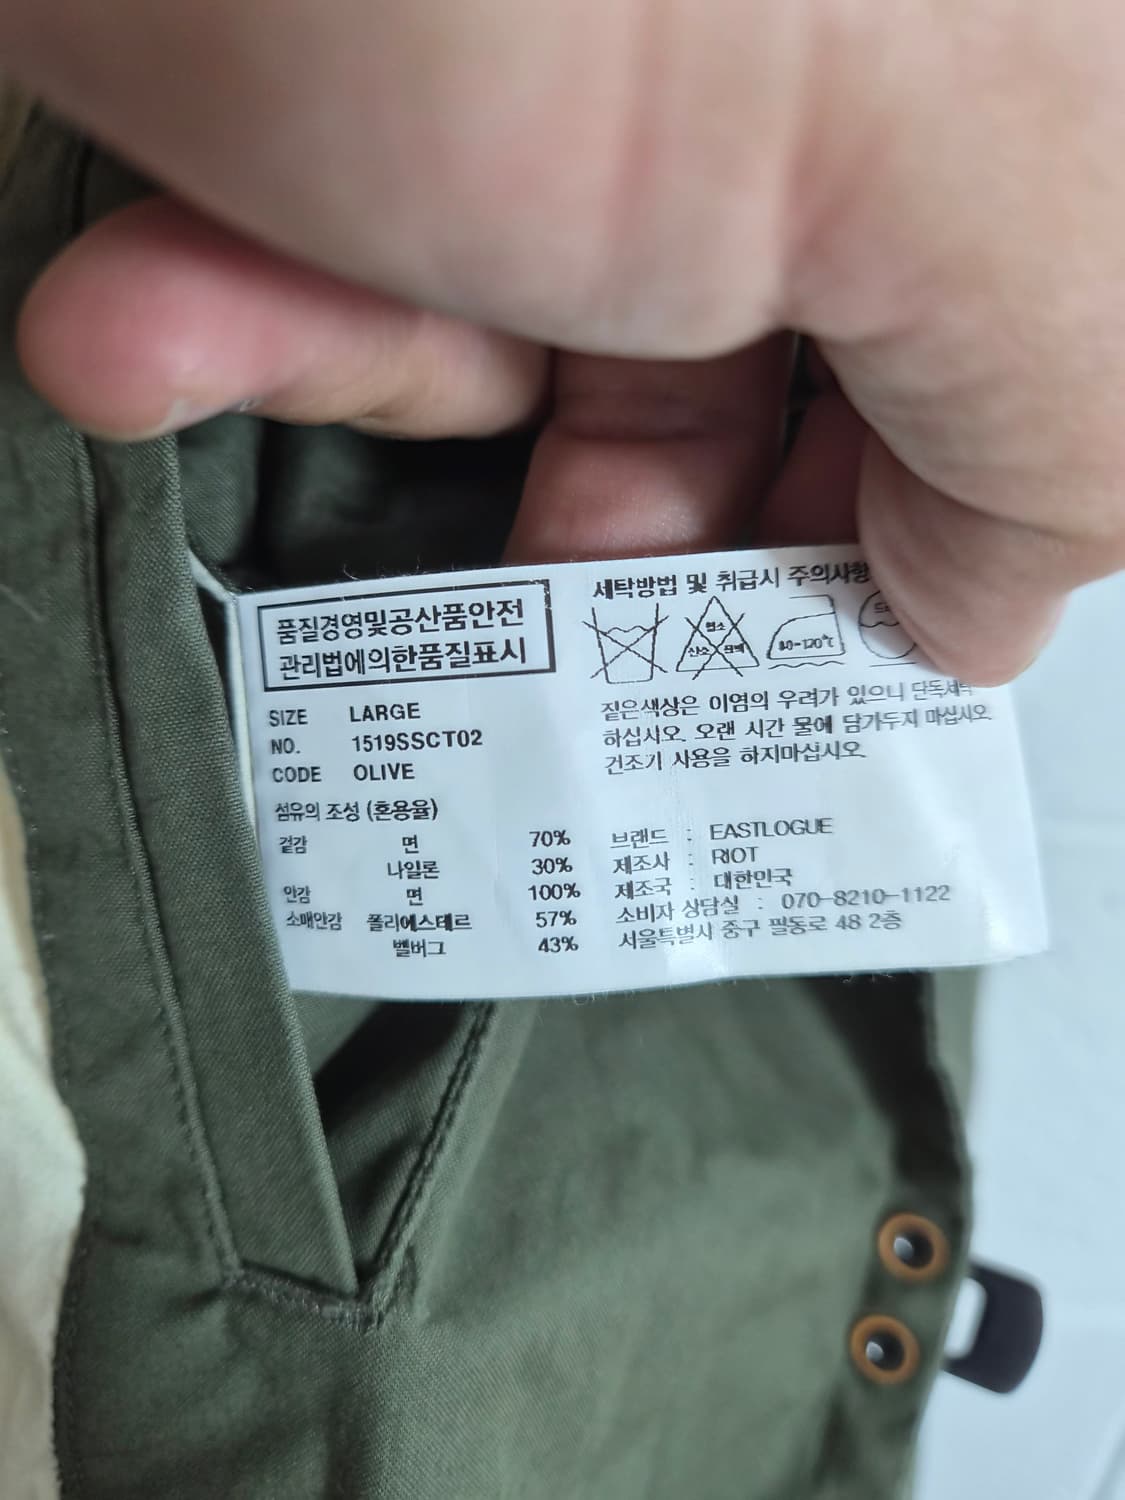 품질경영및공산품안전
관리법에의한품질표시
SIZE LARGE
NO. 1519SSCT02
CODE OLIVE
섬유의 조성 (혼용율)
겉감 면 70%
나일론 30%
안감 면 100%
소매안감 폴리에스테르 57%
벨버그 43%
세탁방법 및 취급시 주의사항
염소
산소 표백
80-120℃
짙은색상은 이염의 우려가 있으니 단독세탁
하십시오. 오랜 시간 물에 담가두지 마십시오.
건조기 사용을 하지마십시오.
브랜드 : EASTLOGUE
제조사 : RIOT
제조국 : 대한민국
소비자 상담실 : 070-8210-1122
서울특별시 중구 필동로 48 2층